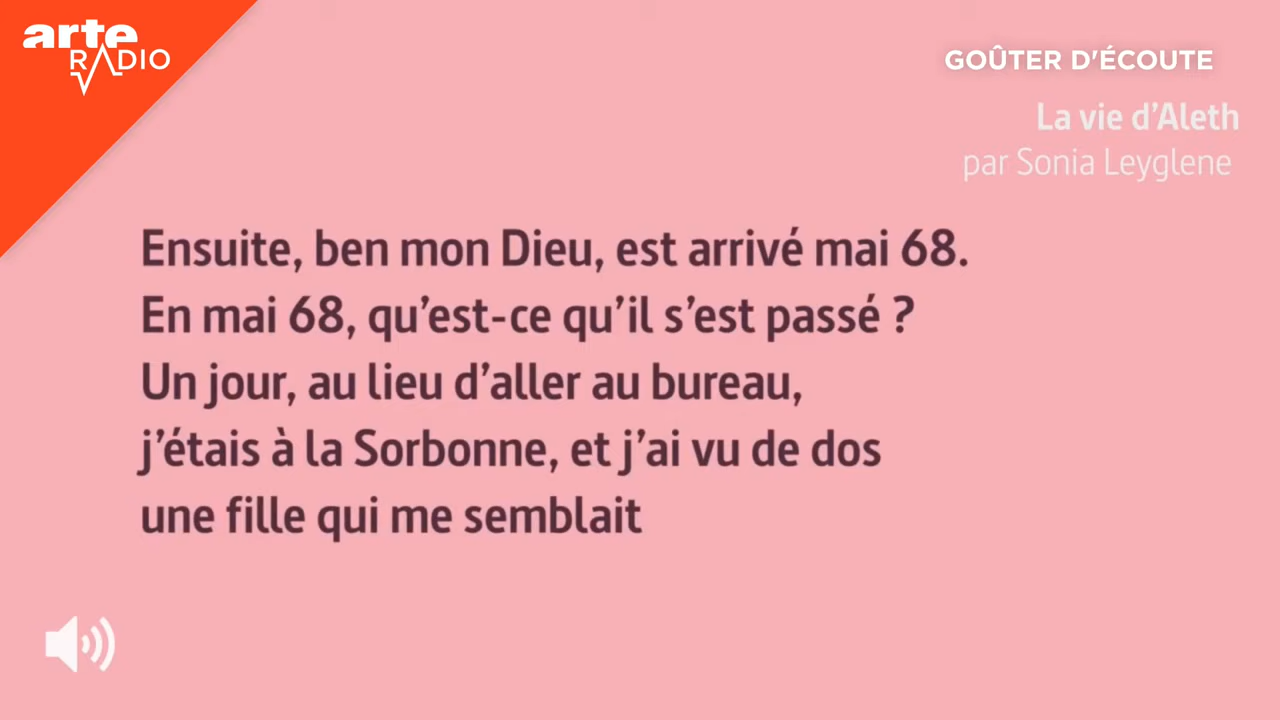 arte
RADIO
GOÛTER D'ÉCOUTE
La vie d’Aleth
par Sonia Leyglene
Ensuite, ben mon Dieu, est arrivé mai 68.
En mai 68, qu’est-ce qu’il s’est passé ?
Un jour, au lieu d’aller au bureau,
j’étais à la Sorbonne, et j’ai vu de dos
une fille qui me semblait